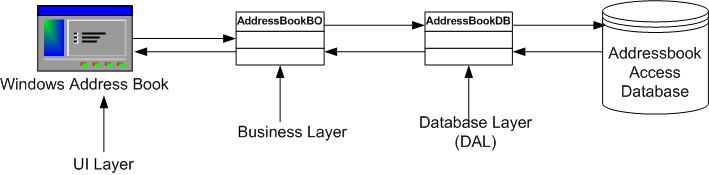 AddressBookBO
AddressBookDB
Addressbook
Access
Database
Windows Address Book
Business Layer
Database Layer
(DAL)
UI Layer